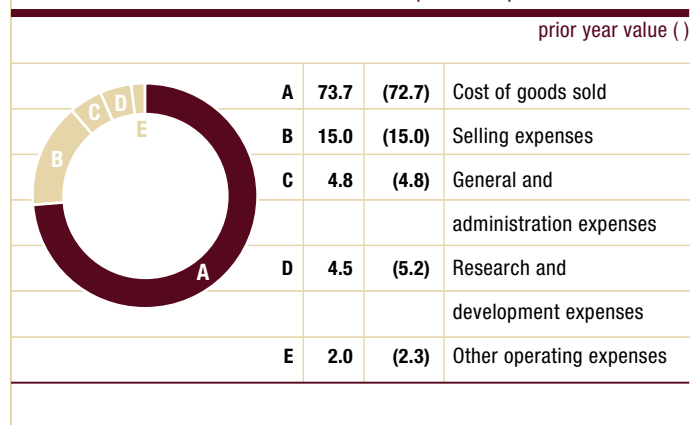 prior year value ( )
A 73.7 (72.7) Cost of goods sold
B 15.0 (15.0) Selling expenses
C 4.8 (4.8) General and
administration expenses
D 4.5 (5.2) Research and
development expenses
E 2.0 (2.3) Other operating expenses
A
B
C
D
E